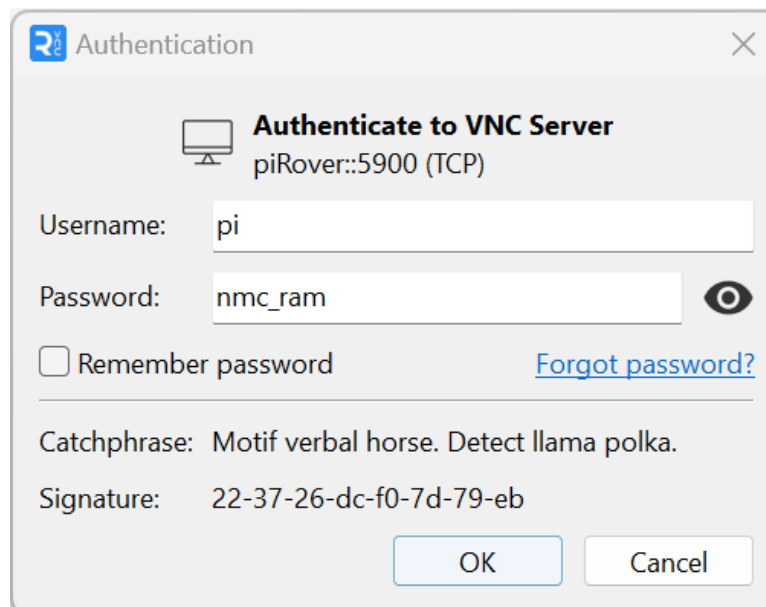 Authentication
Authenticate to VNC Server
piRover::5900 (TCP)
Username: pi
Password: nmc_ram
Remember password Forgot password?
Catchphrase: Motif verbal horse. Detect llama polka.
Signature: 22-37-26-dc-f0-7d-79-eb
OK Cancel